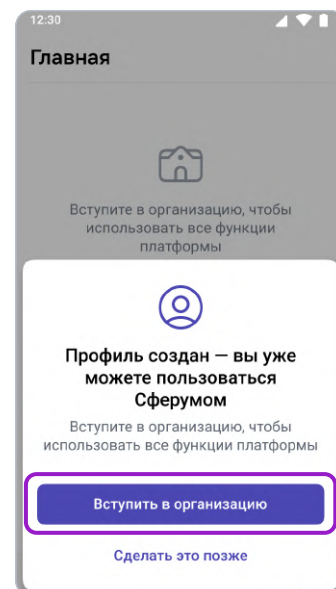 12:30
Главная
Вступите в организацию, чтобы
использовать все функции
платформы
Профиль создан — вы уже
можете пользоваться
Сферумом
Вступите в организацию, чтобы
использовать все функции платформы
Вступить в организацию
Сделать это позже